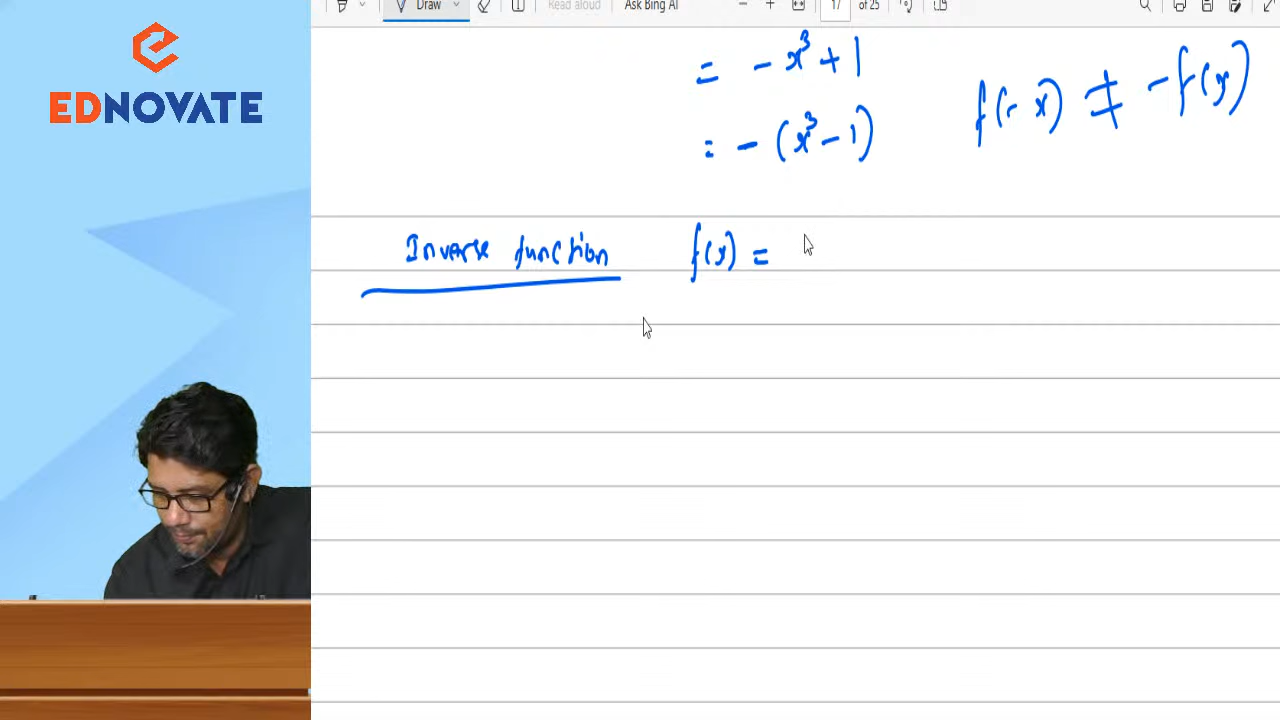 Draw
Read aloud
Ask Bing AI
17 of 25
EDNOVATE
= - x³ + 1
= - (x³ - 1)
f(-x) ≠ -f(x)
Inverse function f(x) =